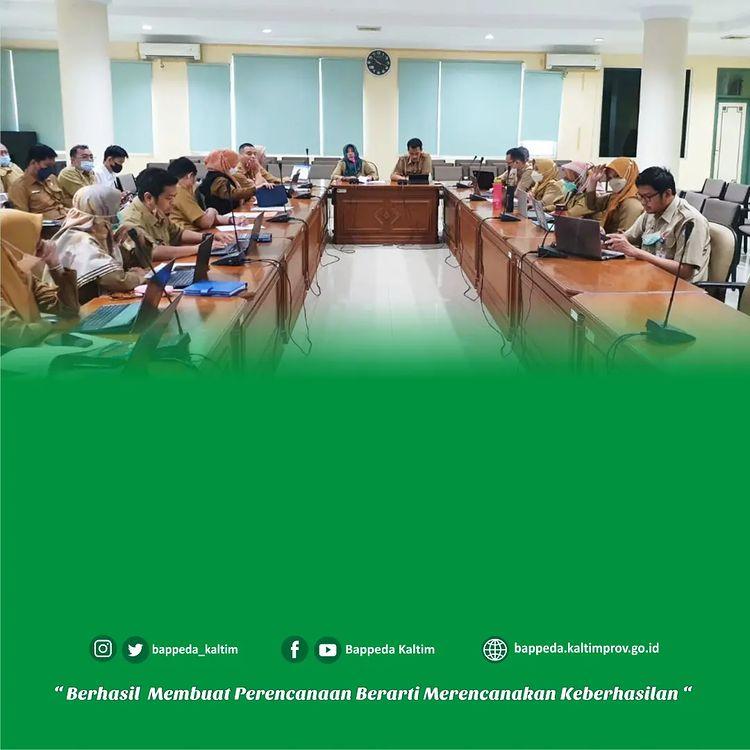 bappeda_kaltim
Bappeda Kaltim
bappeda.kaltimprov.go.id
“ Berhasil Membuat Perencanaan Berarti Merencanakan Keberhasilan “